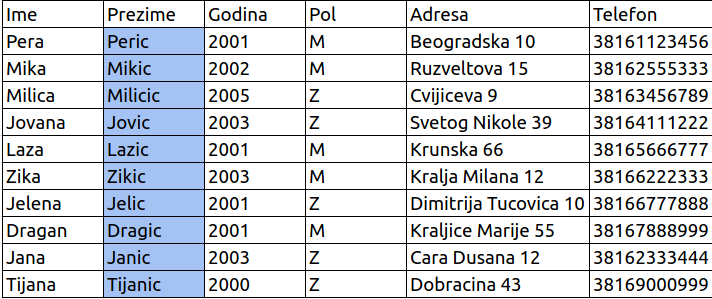 Ime Prezime Godina Pol Adresa Telefon
Pera Peric 2001 M Beogradska 10 38161123456
Mika Mikic 2002 M Ruzveltova 15 38162555333
Milica Milicic 2005 Z Cvijiceva 9 38163456789
Jovana Jovic 2003 Z Svetog Nikole 39 38164111222
Laza Lazic 2001 M Krunska 66 38165666777
Zika Zikic 2003 M Kralja Milana 12 38166222333
Jelena Jelic 2001 Z Dimitrija Tucovica 10 38166777888
Dragan Dragic 2001 M Kraljice Marije 55 38167888999
Jana Janic 2003 Z Cara Dusana 12 38162333444
Tijana Tijanic 2000 Z Dobracina 43 38169000999